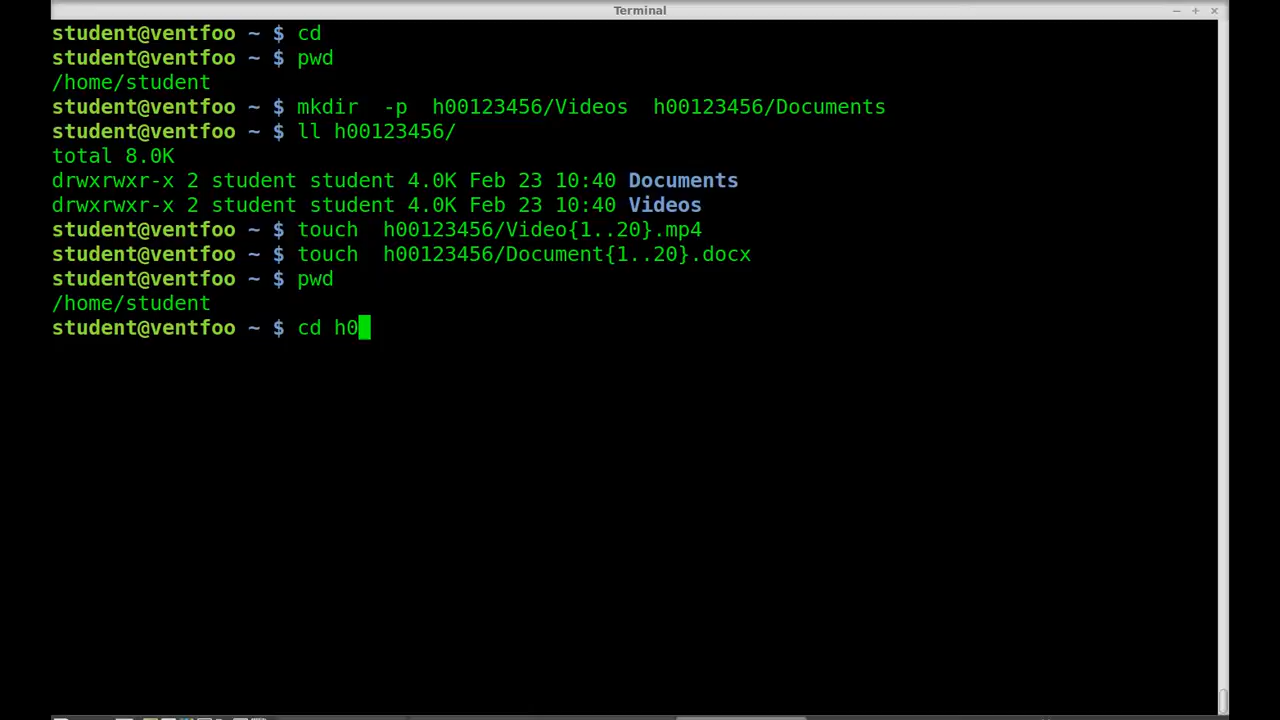 Terminal
student@ventfoo ~ $ cd
student@ventfoo ~ $ pwd
/home/student
student@ventfoo ~ $ mkdir  -p  h00123456/Videos  h00123456/Documents
student@ventfoo ~ $ ll h00123456/
total 8.0K
drwxrwxr-x 2 student student 4.0K Feb 23 10:40 Documents
drwxrwxr-x 2 student student 4.0K Feb 23 10:40 Videos
student@ventfoo ~ $ touch  h00123456/Video{1..20}.mp4
student@ventfoo ~ $ touch  h00123456/Document{1..20}.docx
student@ventfoo ~ $ pwd
/home/student
student@ventfoo ~ $ cd h0